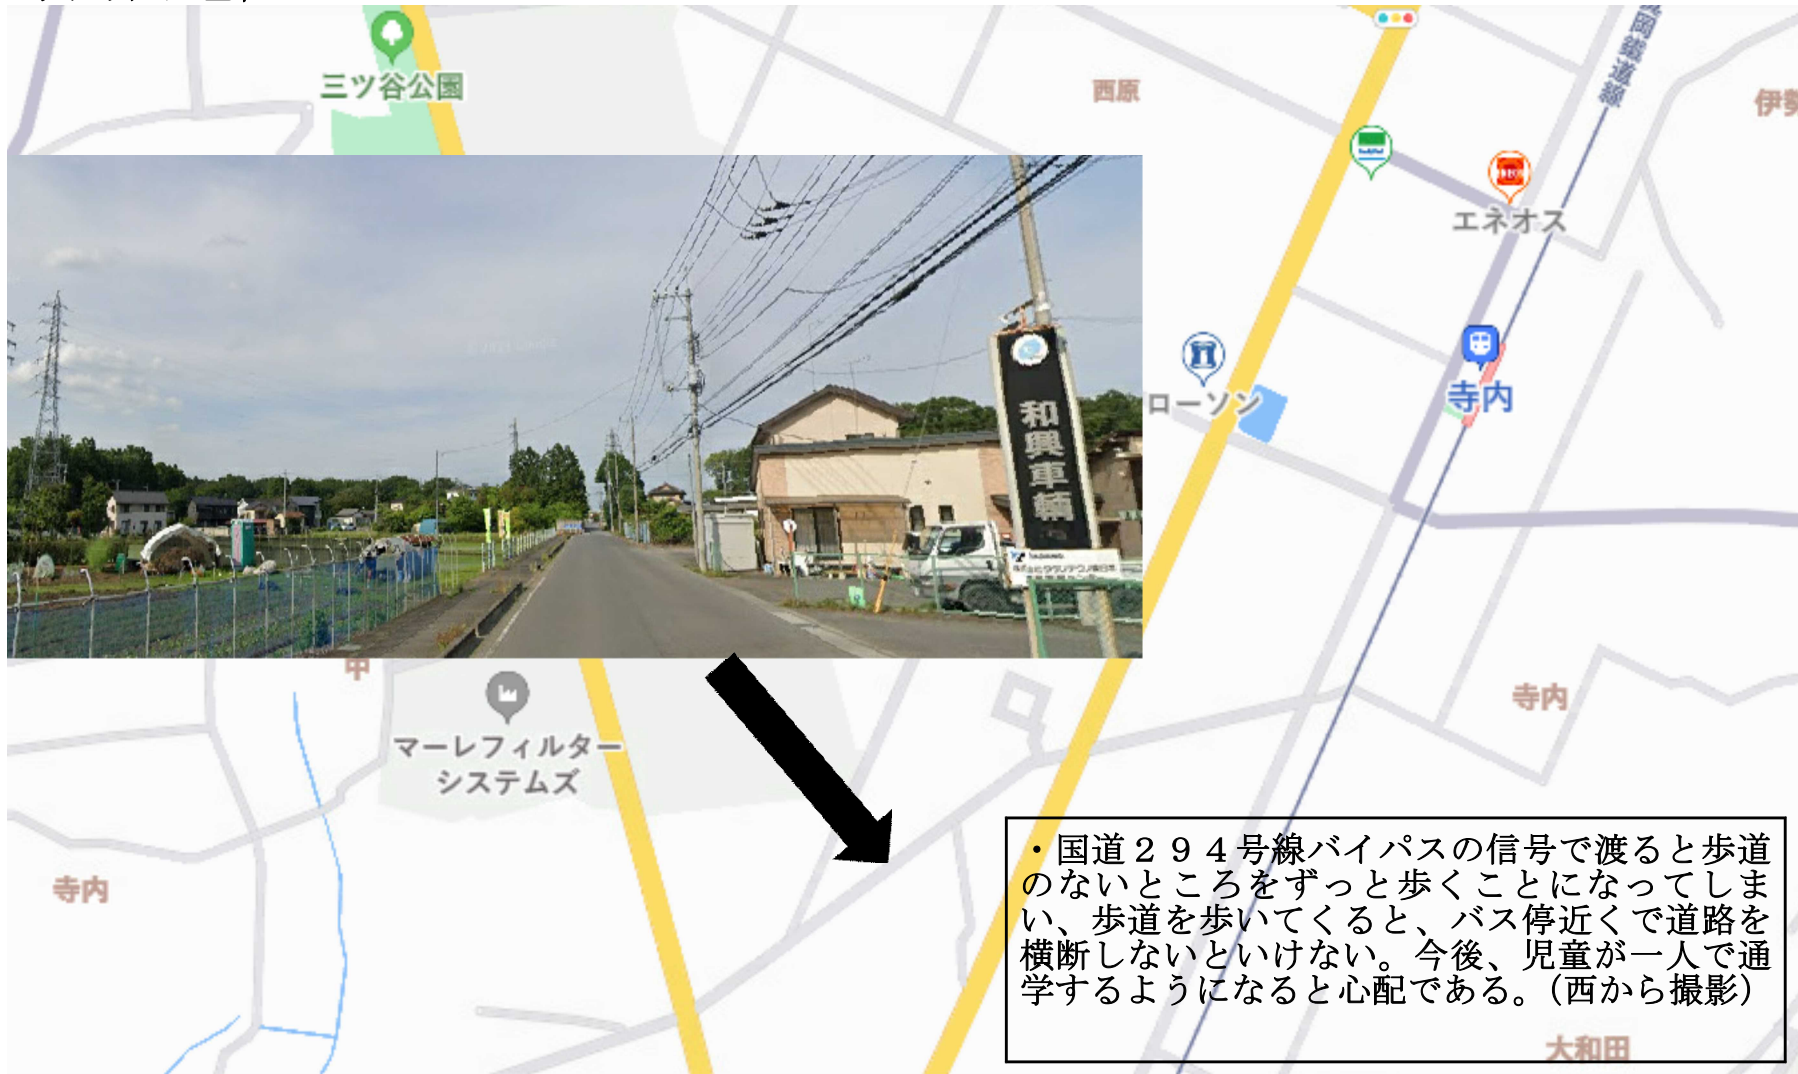 三ツ谷公園
西原
岡鐵道線
伊勢
エネオス
寺内
ローソン
和興車輌
甲
マーレフィルター
システムズ
寺内
寺内
・国道２９４号線バイパスの信号で渡ると歩道
のないところをずっと歩くことになってしま
い、歩道を歩いてくると、バス停近くで道路を
横断しないといけない。今後、児童が一人で通
学するようになると心配である。（西から撮影）
大和田